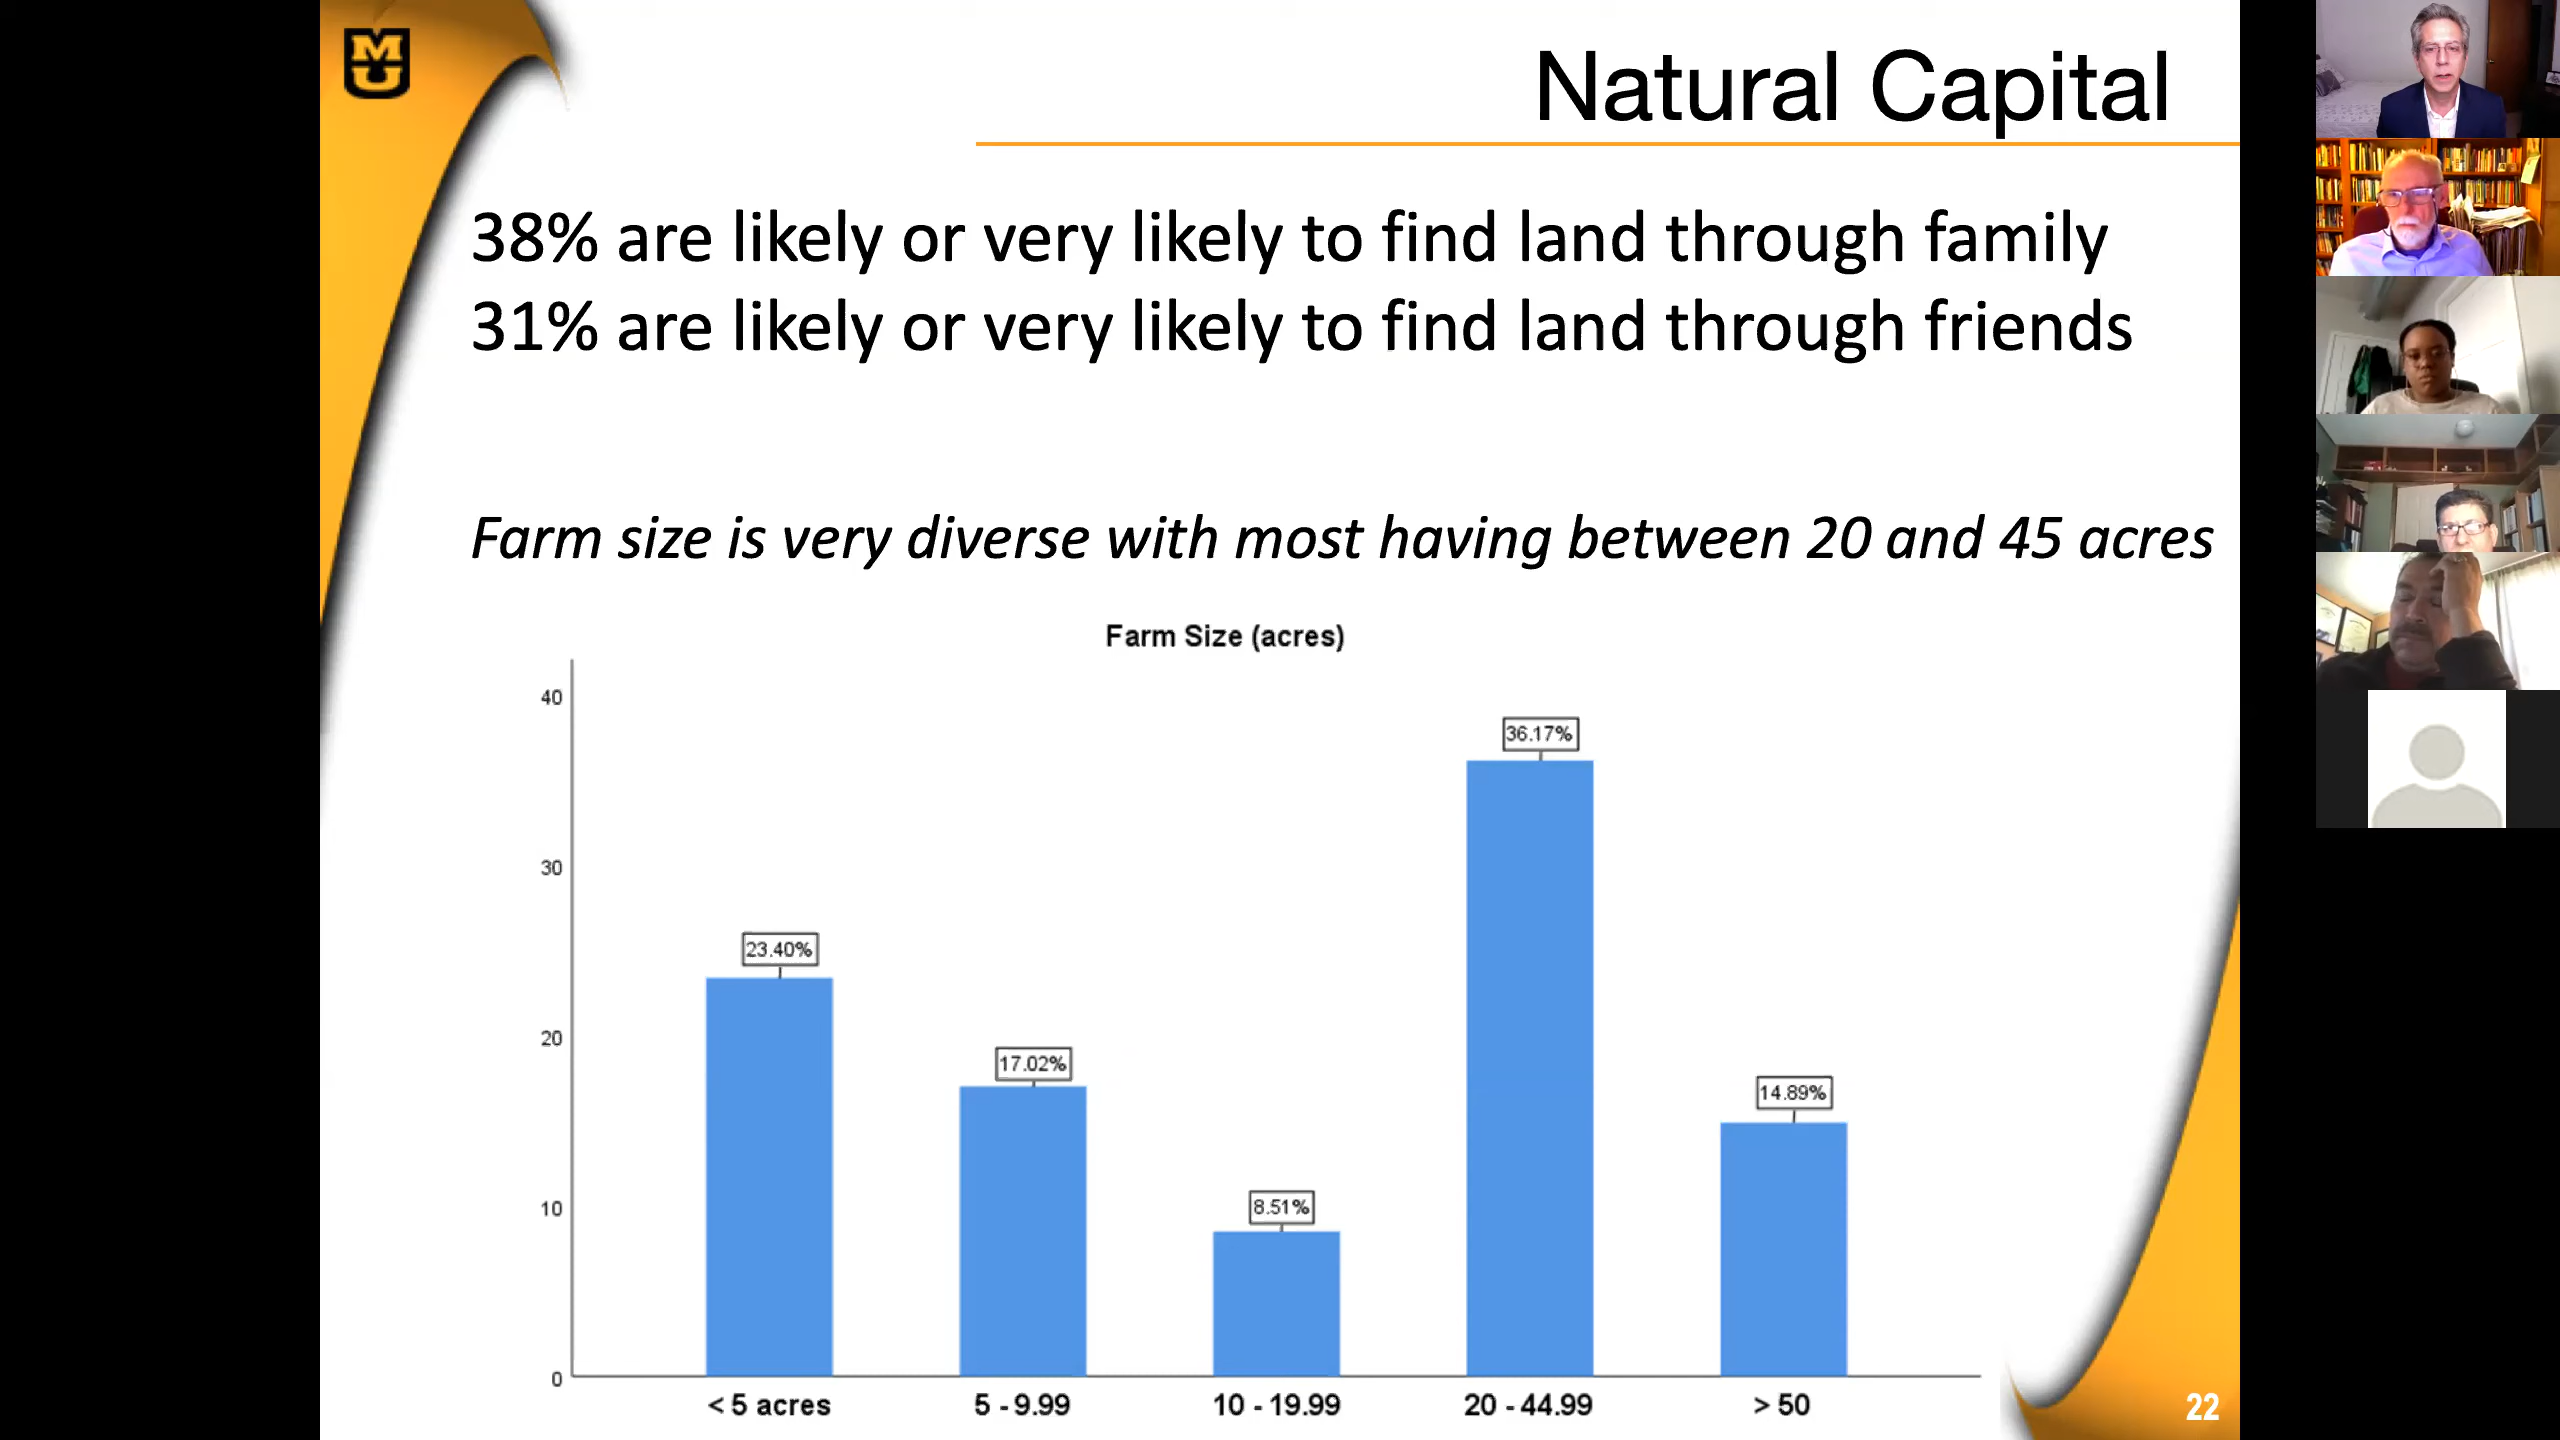 MU
Natural Capital
38% are likely or very likely to find land through family
31% are likely or very likely to find land through friends
Farm size is very diverse with most having between 20 and 45 acres
Farm Size (acres)
40
30
20
10
0
23.40%
17.02%
8.51%
36.17%
14.89%
< 5 acres
5 - 9.99
10 - 19.99
20 - 44.99
> 50
22